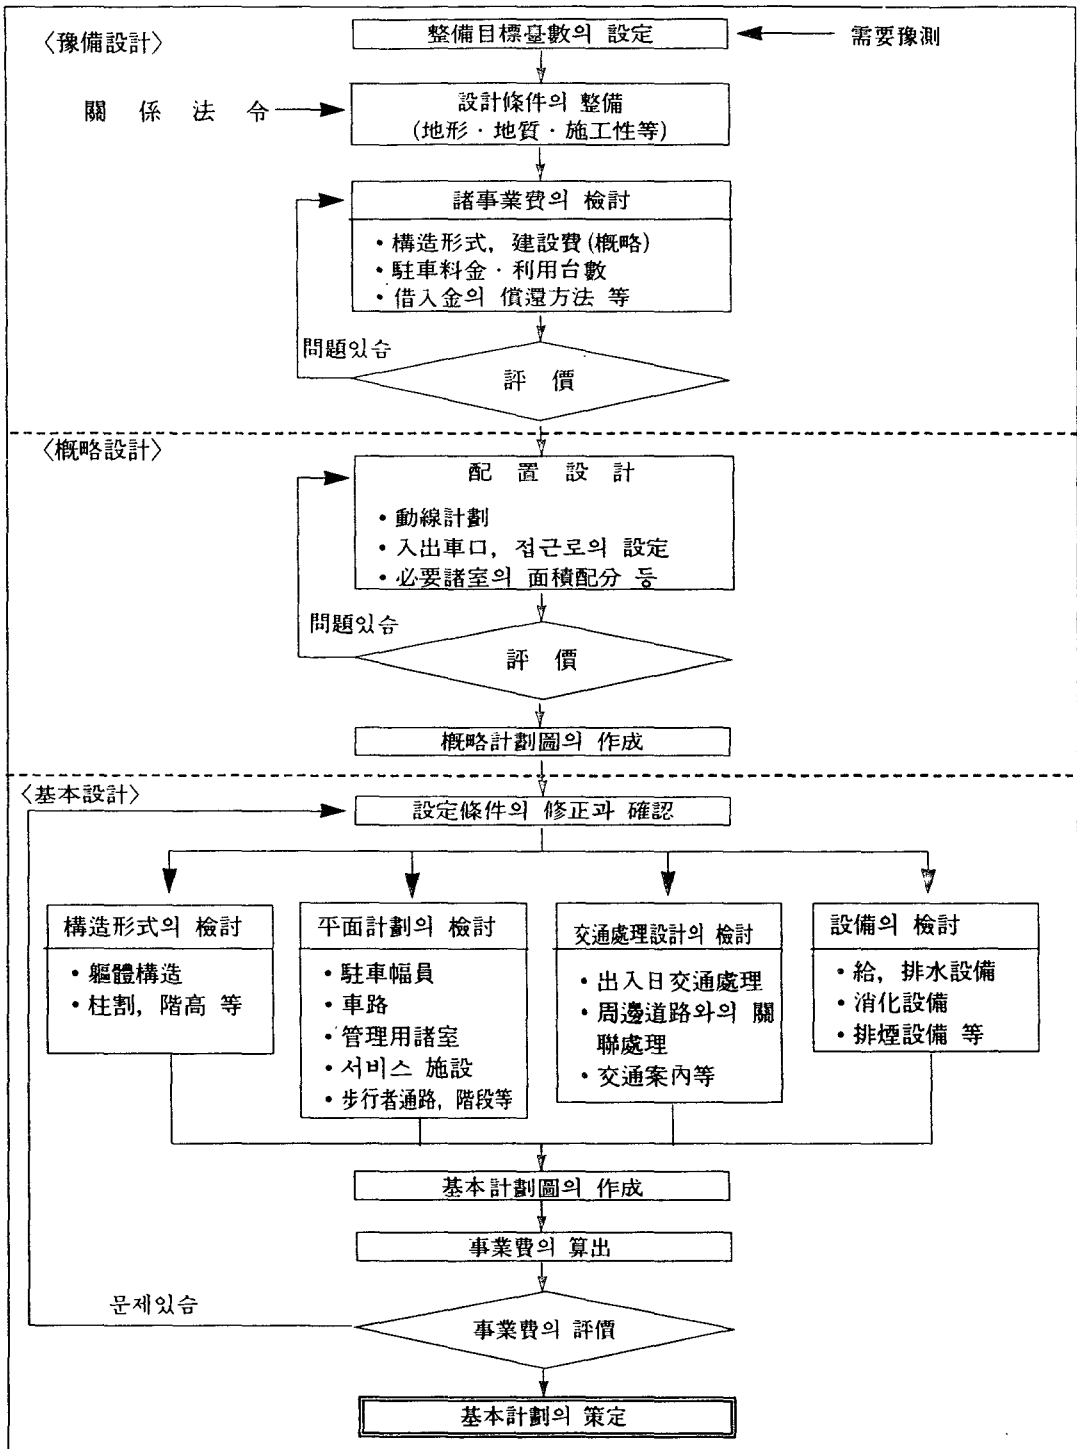 〈豫備設計〉
整備目標臺數의 設定
需要豫測
關係法令
設計條件의 整備
(地形・地質・施工性等)
諸事業費의 檢討
• 構造形式, 建設費(槪略)
• 駐車料金・利用台數
• 借入金의 償還方法 等
問題있슴
評價
〈槪略設計〉
配置設計
• 動線計劃
• 入出車口, 접근로의 設定
• 必要諸室의 面積配分 등
問題있슴
評價
槪略計劃圖의 作成
〈基本設計〉
設定條件의 修正과 確認
構造形式의 檢討
• 軀體構造
• 柱割, 階高 等
平面計劃의 檢討
• 駐車幅員
• 車路
• 管理用諸室
• 서비스 施設
• 步行者通路, 階段等
交通處理設計의 檢討
• 出入日交通處理
• 周邊道路와의 關
聯處理
• 交通案內等
設備의 檢討
• 給, 排水設備
• 消化設備
• 排煙設備 等
基本計劃圖의 作成
事業費의 算出
문제있슴
事業費의 評價
基本計劃의 策定